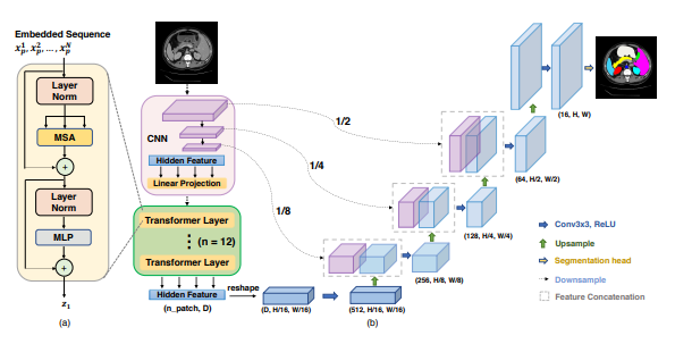 Embedded Sequence
x_p^1, x_p^2, ..., x_p^N
Layer
Norm
MSA
+
Layer
Norm
MLP
+
z_1
(a)
CNN
Hidden Feature
Linear Projection
Transformer Layer
(n = 12)
Transformer Layer
Hidden Feature
(n_patch, D)
reshape
(D, H/16, W/16)
(512, H/16, W/16)
(b)
1/2
1/4
1/8
(16, H, W)
(64, H/2, W/2)
(128, H/4, W/4)
(256, H/8, W/8)
Conv3x3, ReLU
Upsample
Segmentation head
Downsample
Feature Concatenation